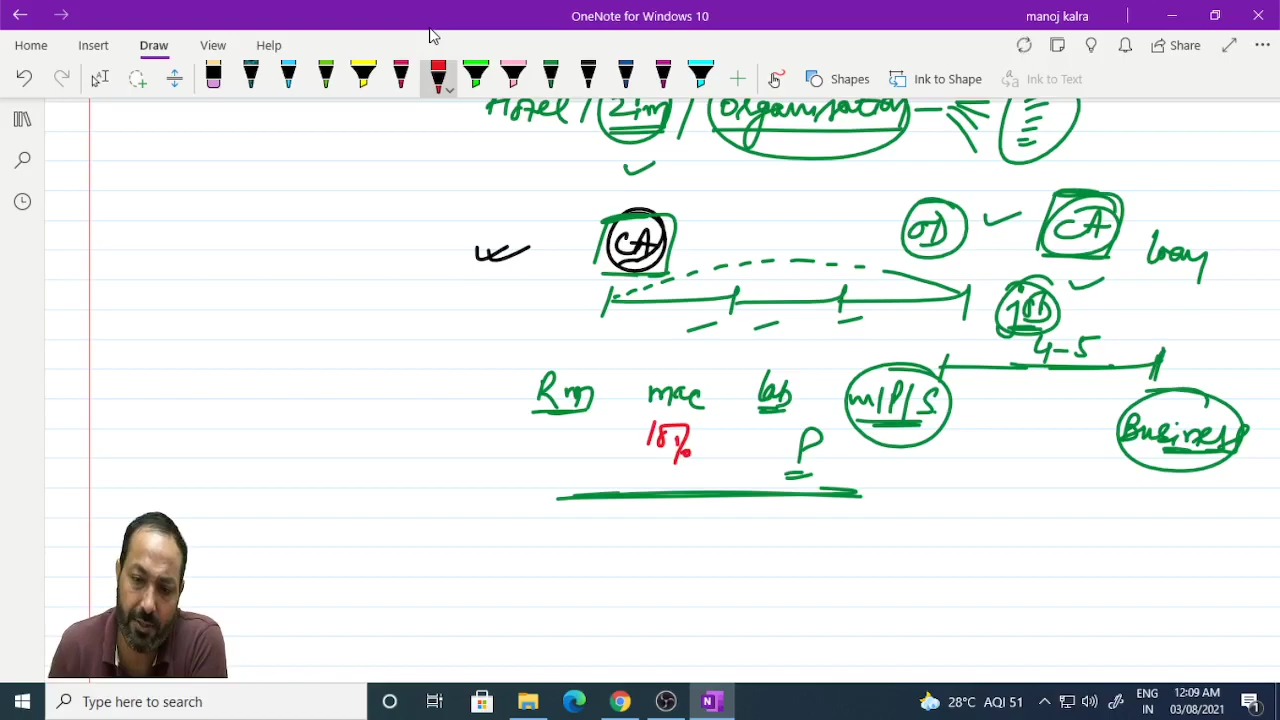 OneNote for Windows 10
manoj kalra
Home Insert Draw View Help
Share
Shapes Ink to Shape Ink to Text
Hotel / Zim / Organisation
CA OD CA
loan
4-5
Rm mac lab m/P/S
18% P
Business
Type here to search
28°C AQI 51
ENG
IN
12:09 AM
03/08/2021
1